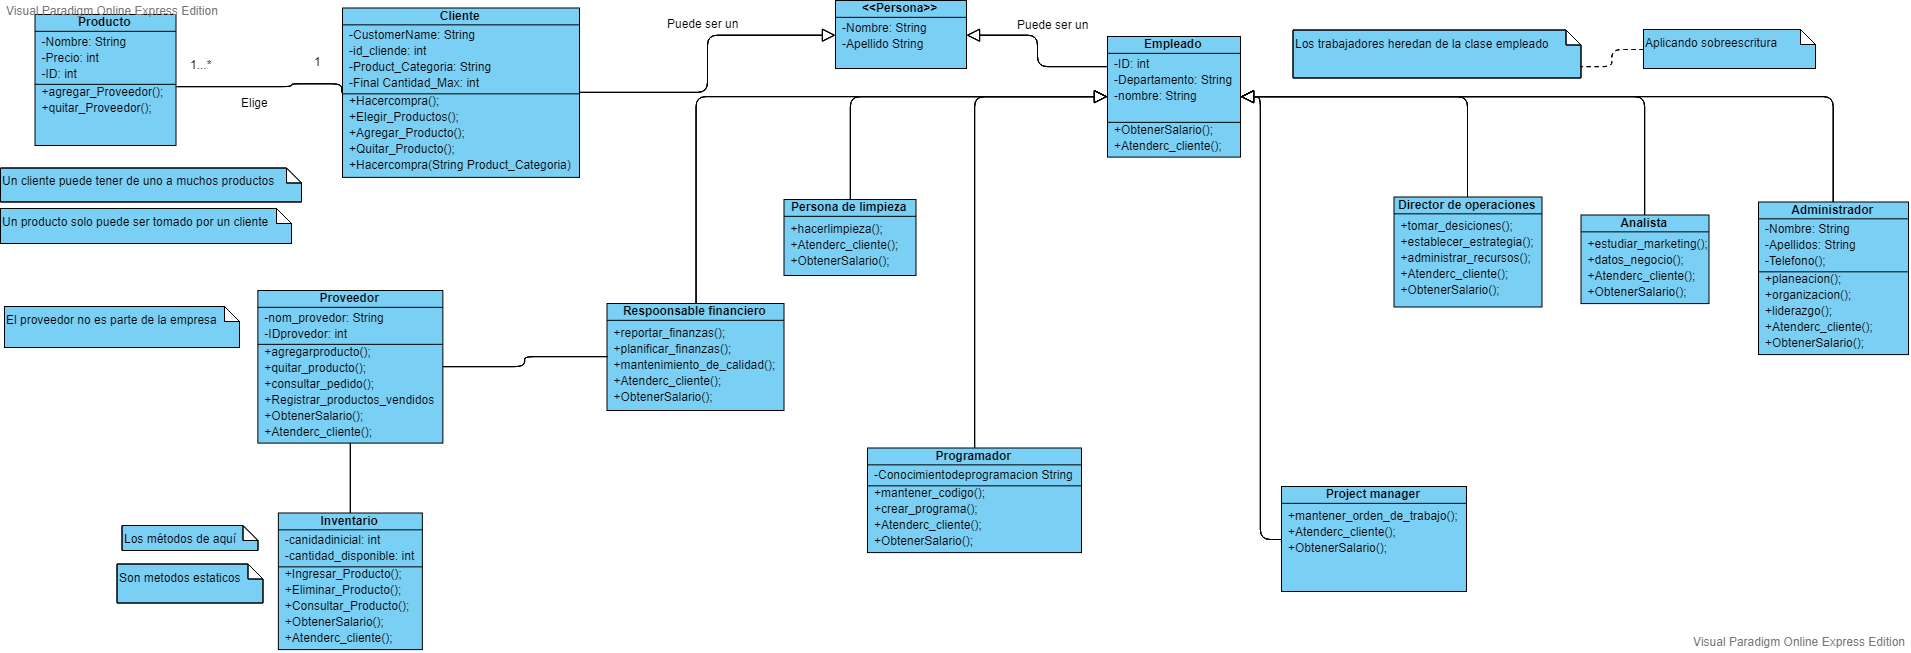 Visual Paradigm Online Express Edition
Producto
-Nombre: String
-Precio: int
-ID: int
+agregar_Proveedor();
+quitar_Proveedor();
1...*
1
Elige
Cliente
-CustomerName: String
-id_cliende: int
-Product_Categoria: String
-Final Cantidad_Max: int
+Hacercompra();
+Elegir_Productos();
+Agregar_Producto();
+Quitar_Producto();
+Hacercompra(String Product_Categoria)
Puede ser un
<<Persona>>
-Nombre: String
-Apellido String
Puede ser un
Empleado
-ID: int
-Departamento: String
-nombre: String
+ObtenerSalario();
+Atenderc_cliente();
Los trabajadores heredan de la clase empleado
Aplicando sobreescritura
Un cliente puede tener de uno a muchos productos
Un producto solo puede ser tomado por un cliente
Persona de limpieza
+hacerlimpieza();
+Atenderc_cliente();
+ObtenerSalario();
Director de operaciones
+tomar_desiciones();
+establecer_estrategia();
+administrar_recursos();
+Atenderc_cliente();
+ObtenerSalario();
Analista
+estudiar_marketing();
+datos_negocio();
+Atenderc_cliente();
+ObtenerSalario();
Administrador
-Nombre: String
-Apellidos: String
-Telefono();
+planeacion();
+organizacion();
+liderazgo();
+Atenderc_cliente();
+ObtenerSalario();
El proveedor no es parte de la empresa
Proveedor
-nom_provedor: String
-IDprovedor: int
+agregarproducto();
+quitar_producto();
+consultar_pedido();
+Registrar_productos_vendidos
+ObtenerSalario();
+Atenderc_cliente();
Respoonsable financiero
+reportar_finanzas();
+planificar_finanzas();
+mantenimiento_de_calidad();
+Atenderc_cliente();
+ObtenerSalario();
Programador
-Conocimientodeprogramacion String
+mantener_codigo();
+crear_programa();
+Atenderc_cliente();
+ObtenerSalario();
Project manager
+mantener_orden_de_trabajo();
+Atenderc_cliente();
+ObtenerSalario();
Los métodos de aquí
Son metodos estaticos
Inventario
-canidadinicial: int
-cantidad_disponible: int
+Ingresar_Producto();
+Eliminar_Producto();
+Consultar_Producto();
+ObtenerSalario();
+Atenderc_cliente();
Visual Paradigm Online Express Edition